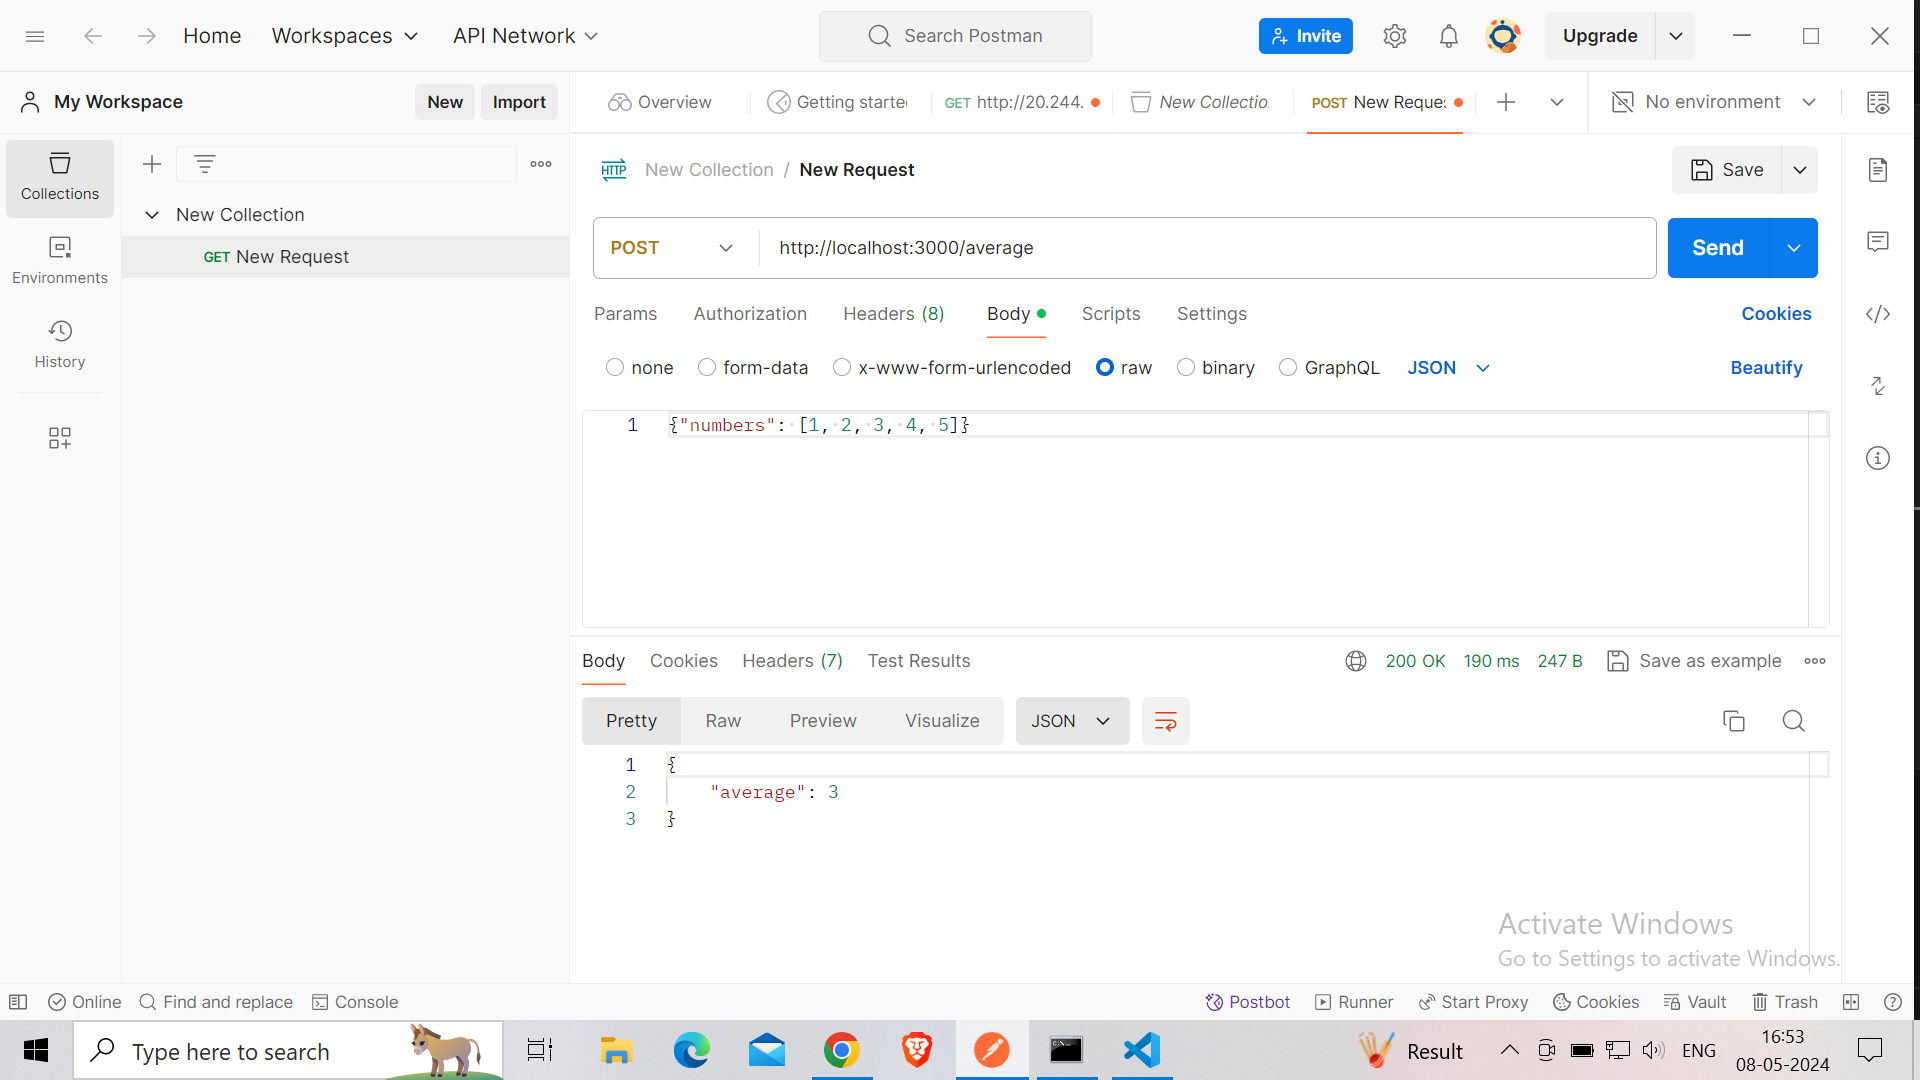 Home Workspaces API Network Search Postman Invite Upgrade
My Workspace New Import Overview Getting starte GET http://20.244. New Collectio POST New Reques No environment
Collections
New Collection / New Request Save
New Collection
GET New Request
Environments
History
POST http://localhost:3000/average Send
Params Authorization Headers (8) Body Scripts Settings Cookies
none form-data x-www-form-urlencoded raw binary GraphQL JSON Beautify
1 {"numbers": [1, 2, 3, 4, 5]}
Body Cookies Headers (7) Test Results 200 OK 190 ms 247 B Save as example
Pretty Raw Preview Visualize JSON
1 {
2 "average": 3
3 }
Activate Windows
Go to Settings to activate Windows.
Online Find and replace Console Postbot Runner Start Proxy Cookies Vault Trash
Type here to search Result ENG 16:53
08-05-2024